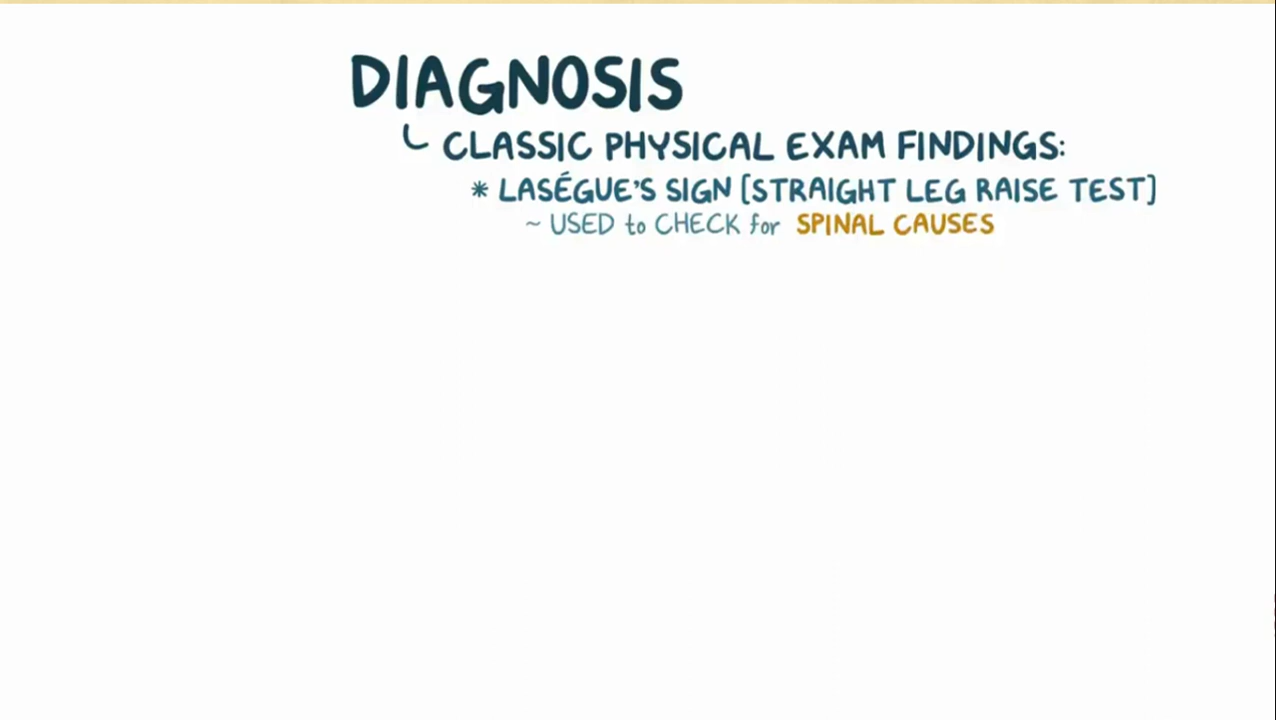 DIAGNOSIS
CLASSIC PHYSICAL EXAM FINDINGS:
* LASÉGUE'S SIGN [STRAIGHT LEG RAISE TEST]
~ USED to CHECK for SPINAL CAUSES